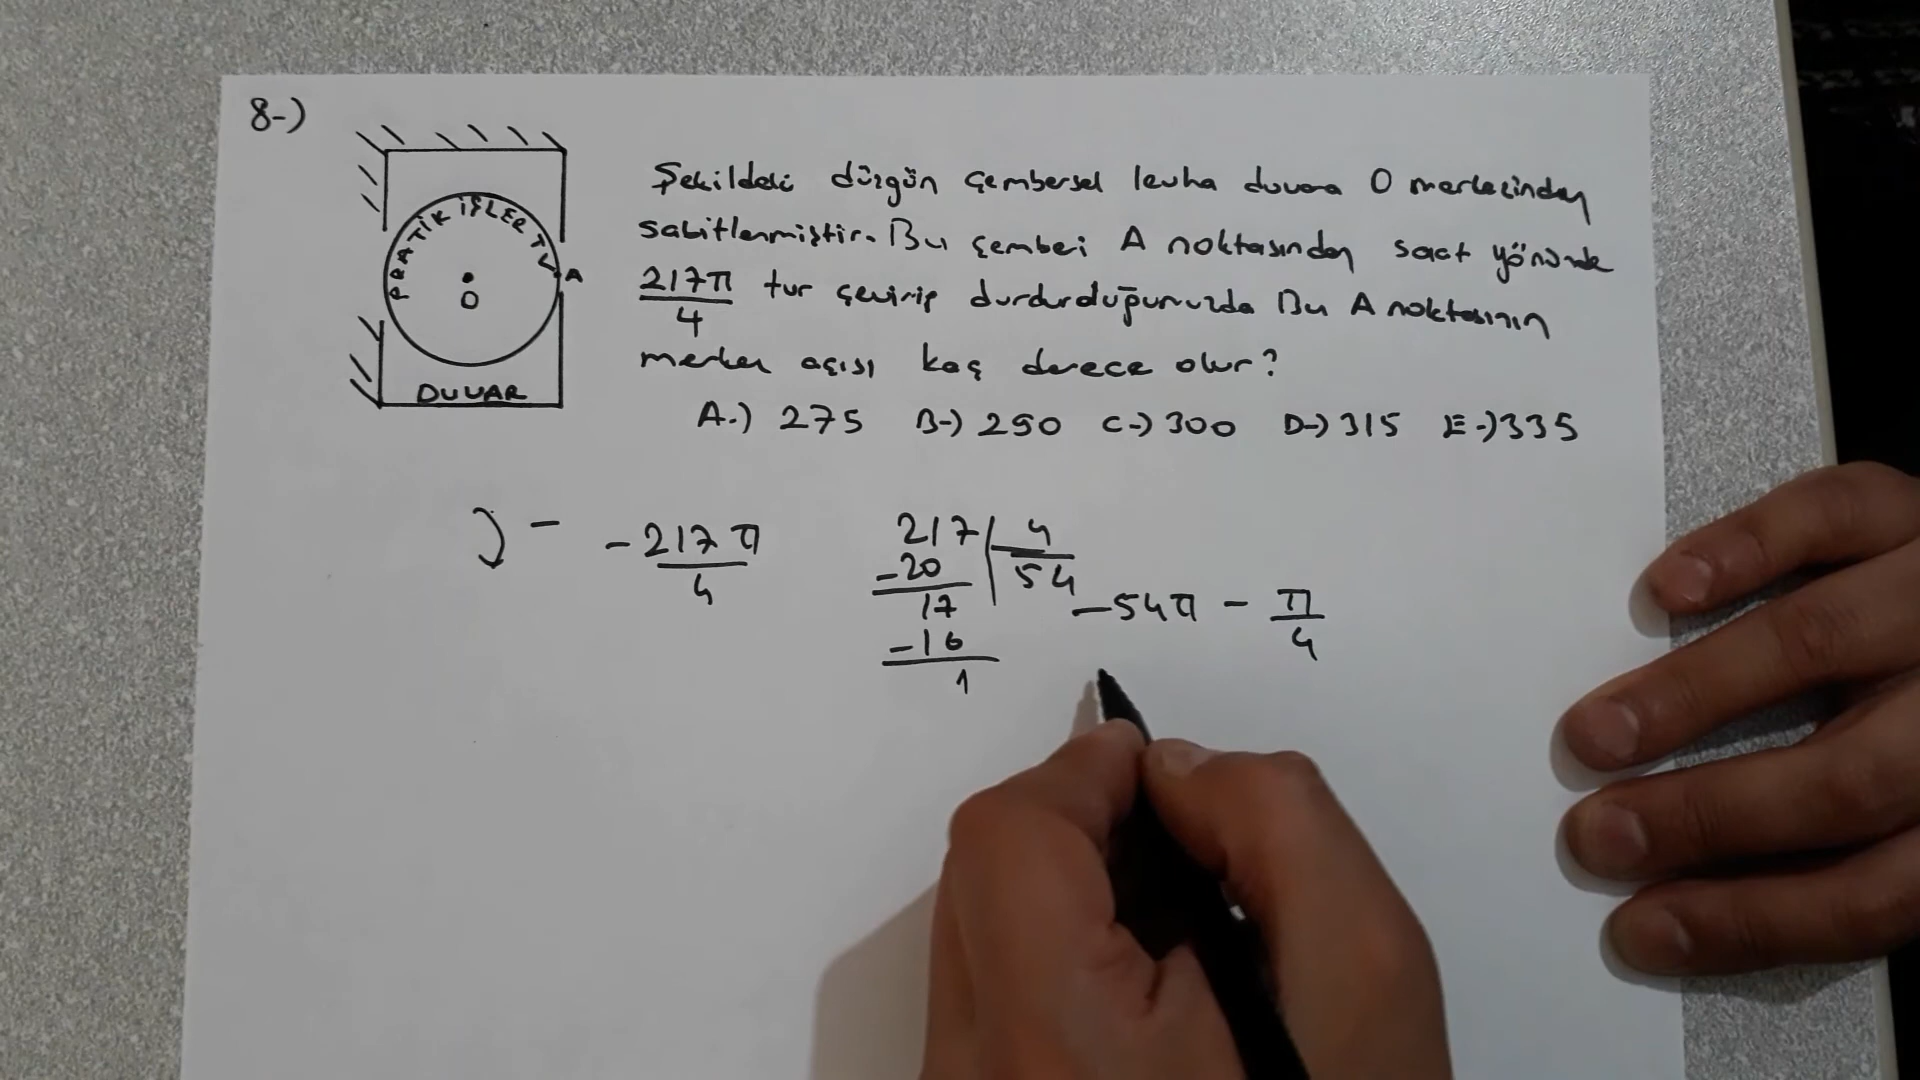 8-)
PRATİK İŞLER TV
A
O
DUVAR
Şekildeki düzgün çembersel levha duvara O merkezinden
sabitlenmiştir. Bu çemberi A noktasından saat yönünde
217π/4 tur çevirip durdurduğumuzda Bu A noktasının
merkez açısı kaç derece olur?
A-) 275 B-) 290 C-) 300 D-) 315 E-) 335
- -217π/4
217 | 4
-20 54
17
-16
1
-54π - π/4